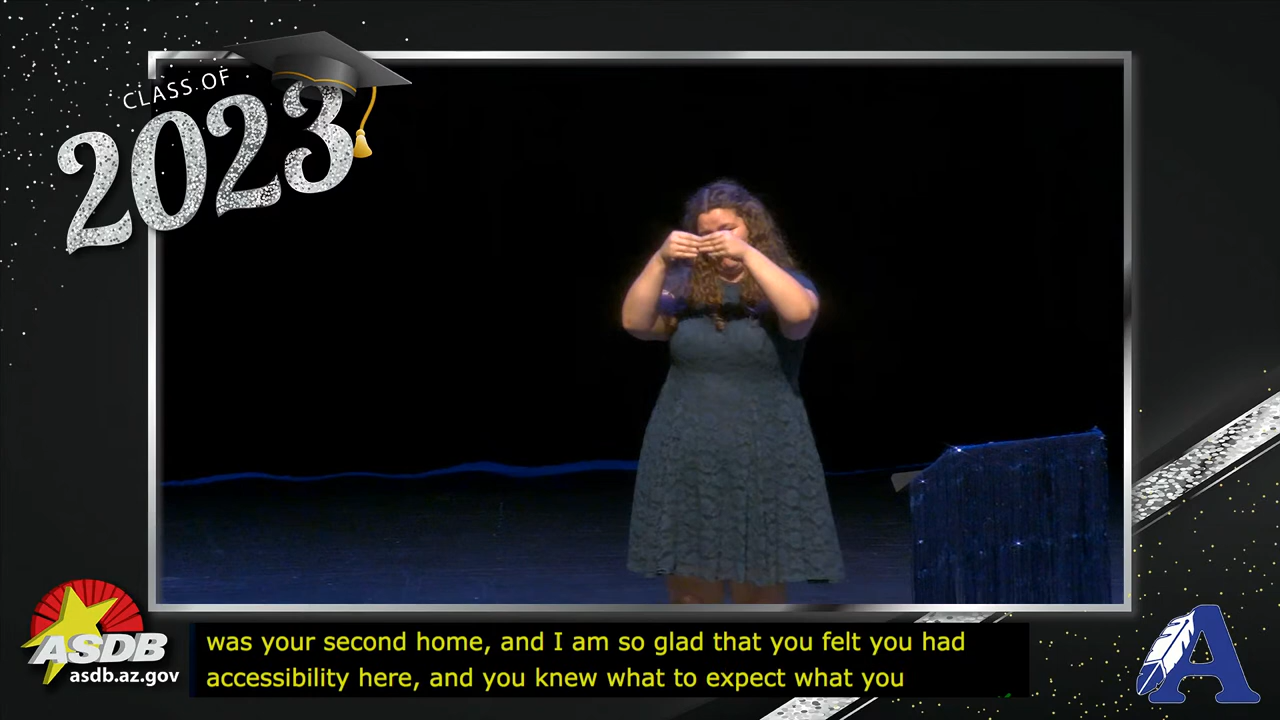 CLASS OF
2023
ASDB
asdb.az.gov
A
was your second home, and I am so glad that you felt you had
accessibility here, and you knew what to expect what you